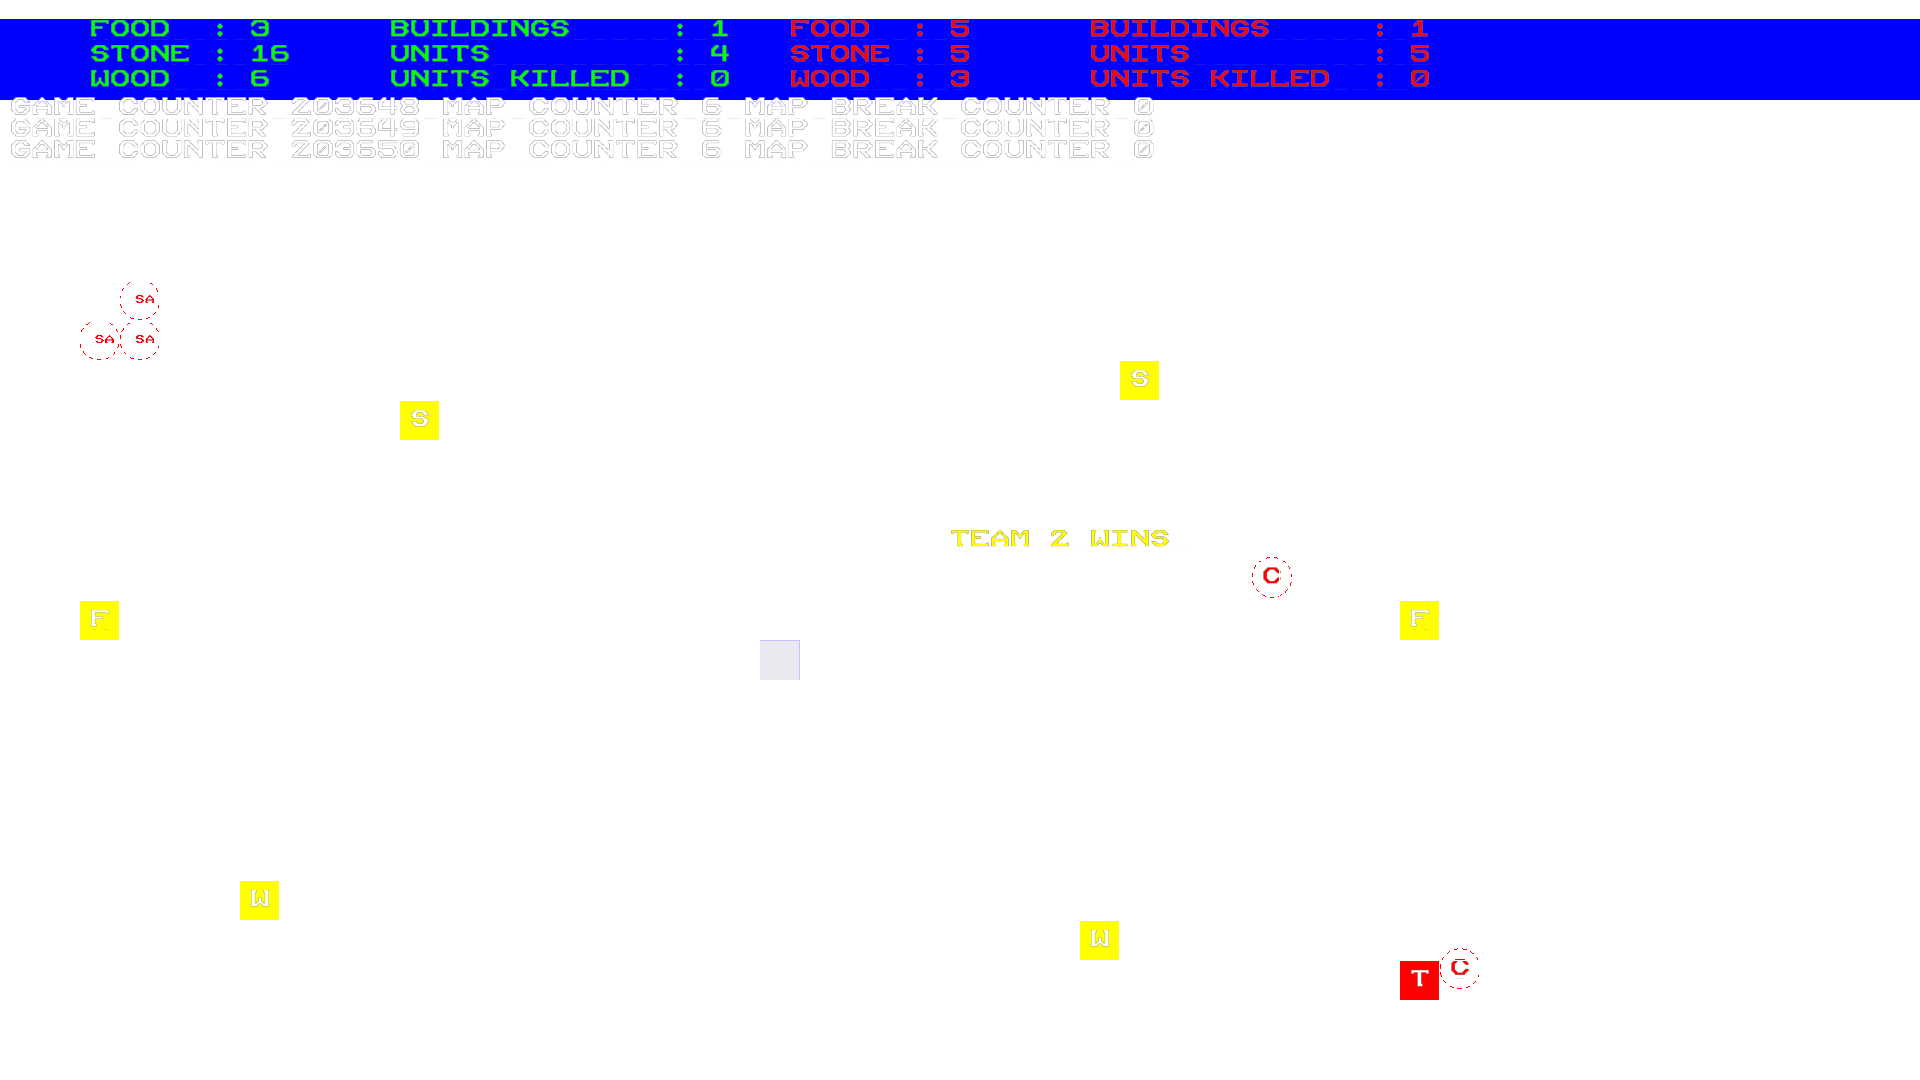 FOOD : 3 BUILDINGS : 1 FOOD : 5 BUILDINGS : 1
STONE : 16 UNITS : 4 STONE : 5 UNITS : 5
WOOD : 6 UNITS KILLED : 0 WOOD : 3 UNITS KILLED : 0
GAME COUNTER 203648 MAP COUNTER 6 MAP BREAK COUNTER 0
GAME COUNTER 203649 MAP COUNTER 6 MAP BREAK COUNTER 0
GAME COUNTER 203650 MAP COUNTER 6 MAP BREAK COUNTER 0
SA
SA SA
S
S
TEAM 2 WINS
C
F F
W
W
C
T